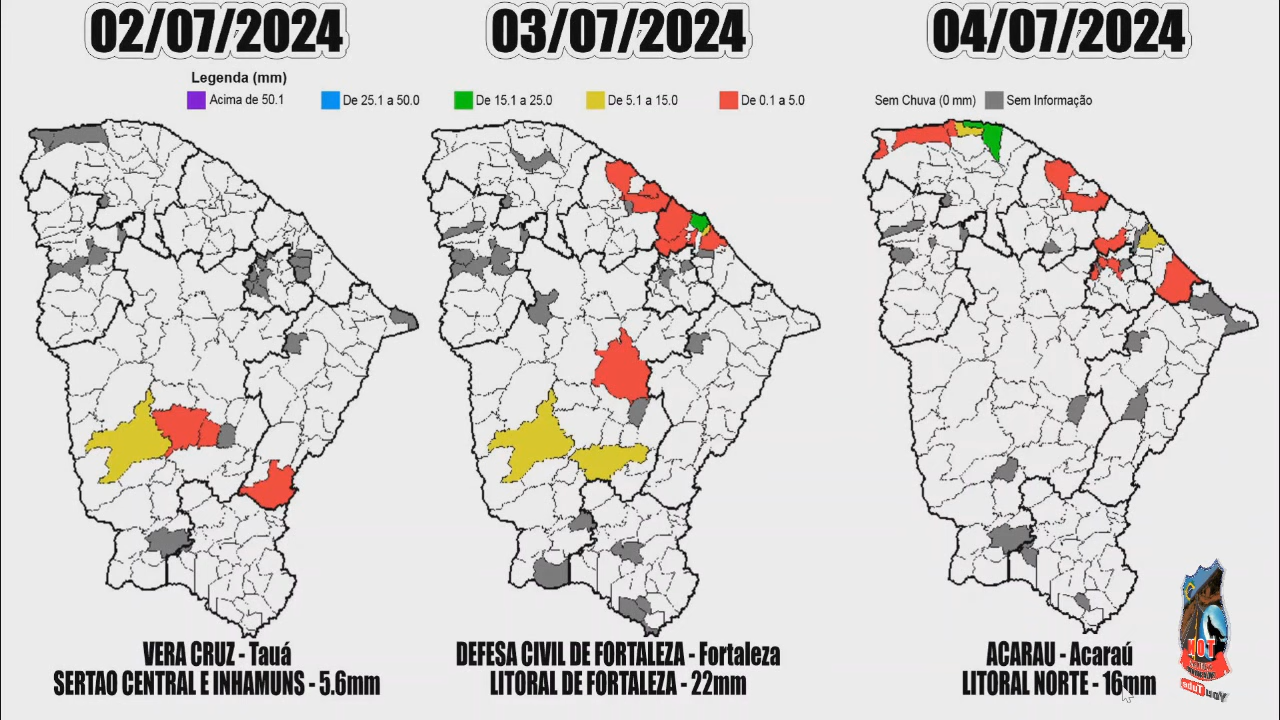 02/07/2024
03/07/2024
04/07/2024
Legenda (mm)
Acima de 50.1
De 25.1 a 50.0
De 15.1 a 25.0
De 5.1 a 15.0
De 0.1 a 5.0
Sem Chuva (0 mm)
Sem Informação
VERA CRUZ - Tauá
SERTAO CENTRAL E INHAMUNS - 5.6mm
DEFESA CIVIL DE FORTALEZA - Fortaleza
LITORAL DE FORTALEZA - 22mm
ACARAU - Acaraú
LITORAL NORTE - 16mm